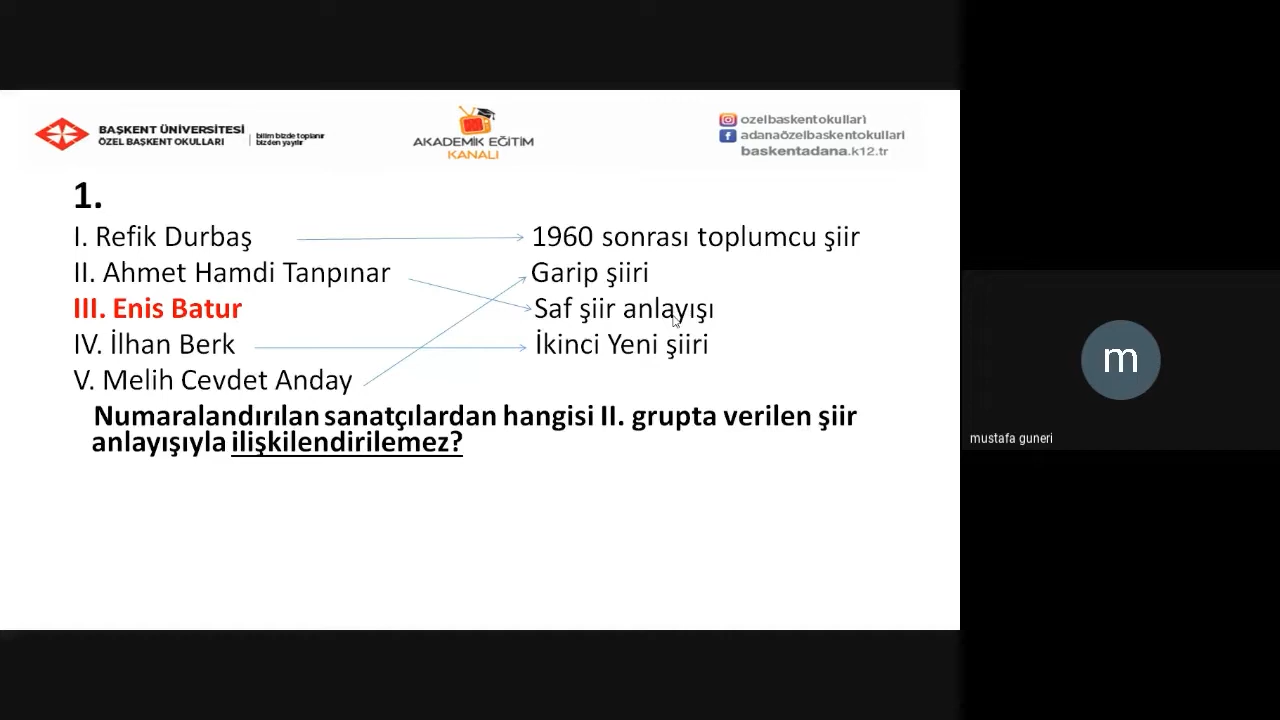 BAŞKENT ÜNİVERSİTESİ
ÖZEL BAŞKENT OKULLARI
bilim bizde toplanır
bizden yayılır
AKADEMİK EĞİTİM
KANALI
ozelbaskentokullari
adanaözelbaskentokullari
baskentadana.k12.tr
1.
I. Refik Durbaş 1960 sonrası toplumcu şiir
II. Ahmet Hamdi Tanpınar Garip şiiri
III. Enis Batur Saf şiir anlayışı
IV. İlhan Berk İkinci Yeni şiiri
V. Melih Cevdet Anday
Numaralandırılan sanatçılardan hangisi II. grupta verilen şiir
anlayışıyla ilişkilendirilemez?
m
mustafa guneri